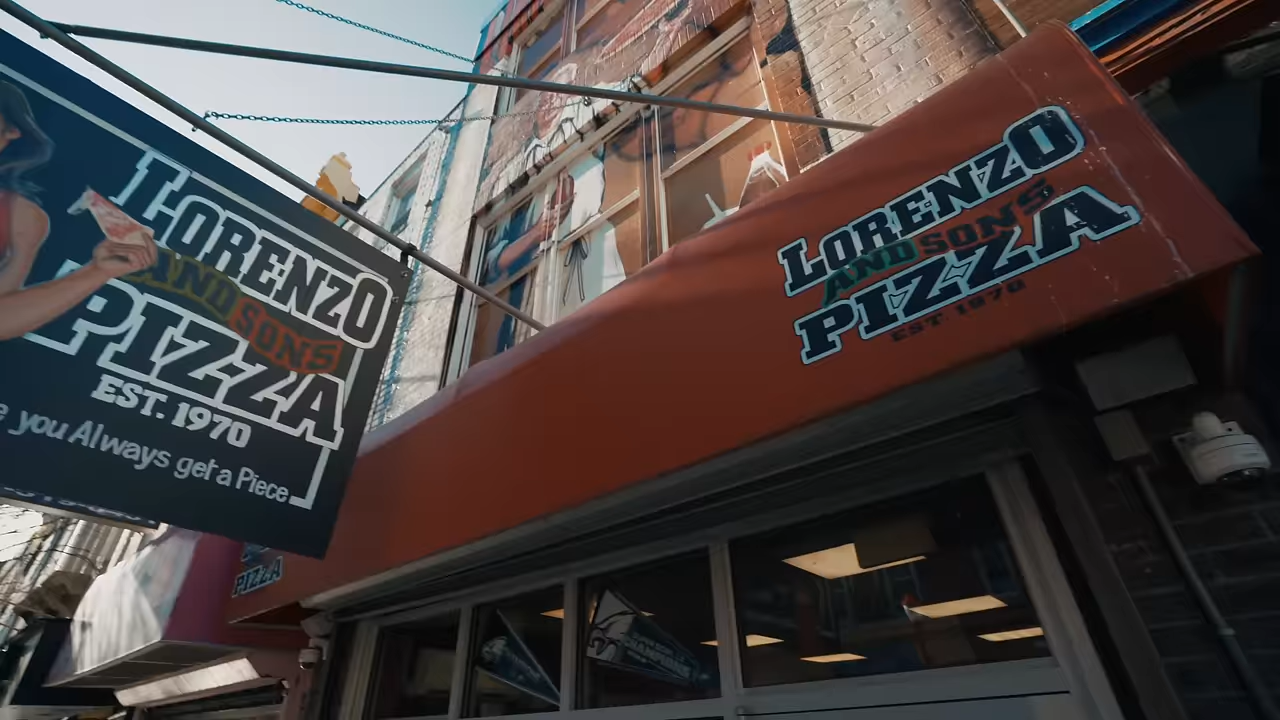 LORENZO
AND SONS
PIZZA
EST. 1970
you Always get a Piece
LORENZO
AND SONS
PIZZA
EST 1970
PIZZA